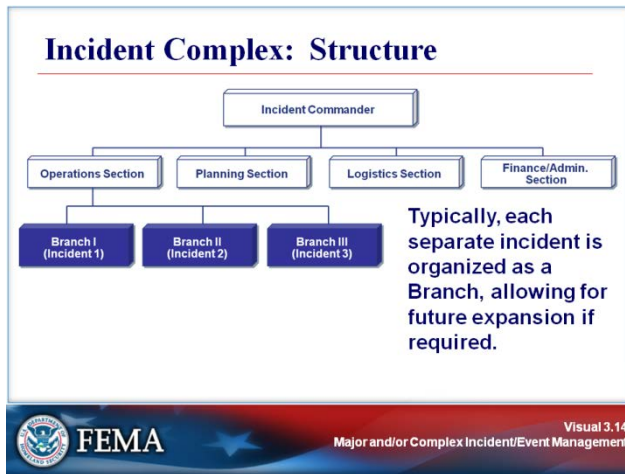 Incident Complex: Structure
Incident Commander
Operations Section
Planning Section
Logistics Section
Finance/Admin.
Section
Branch I
(Incident 1)
Branch II
(Incident 2)
Branch III
(Incident 3)
Typically, each
separate incident is
organized as a
Branch, allowing for
future expansion if
required.
FEMA
Visual 3.14
Major and/or Complex Incident/Event Management